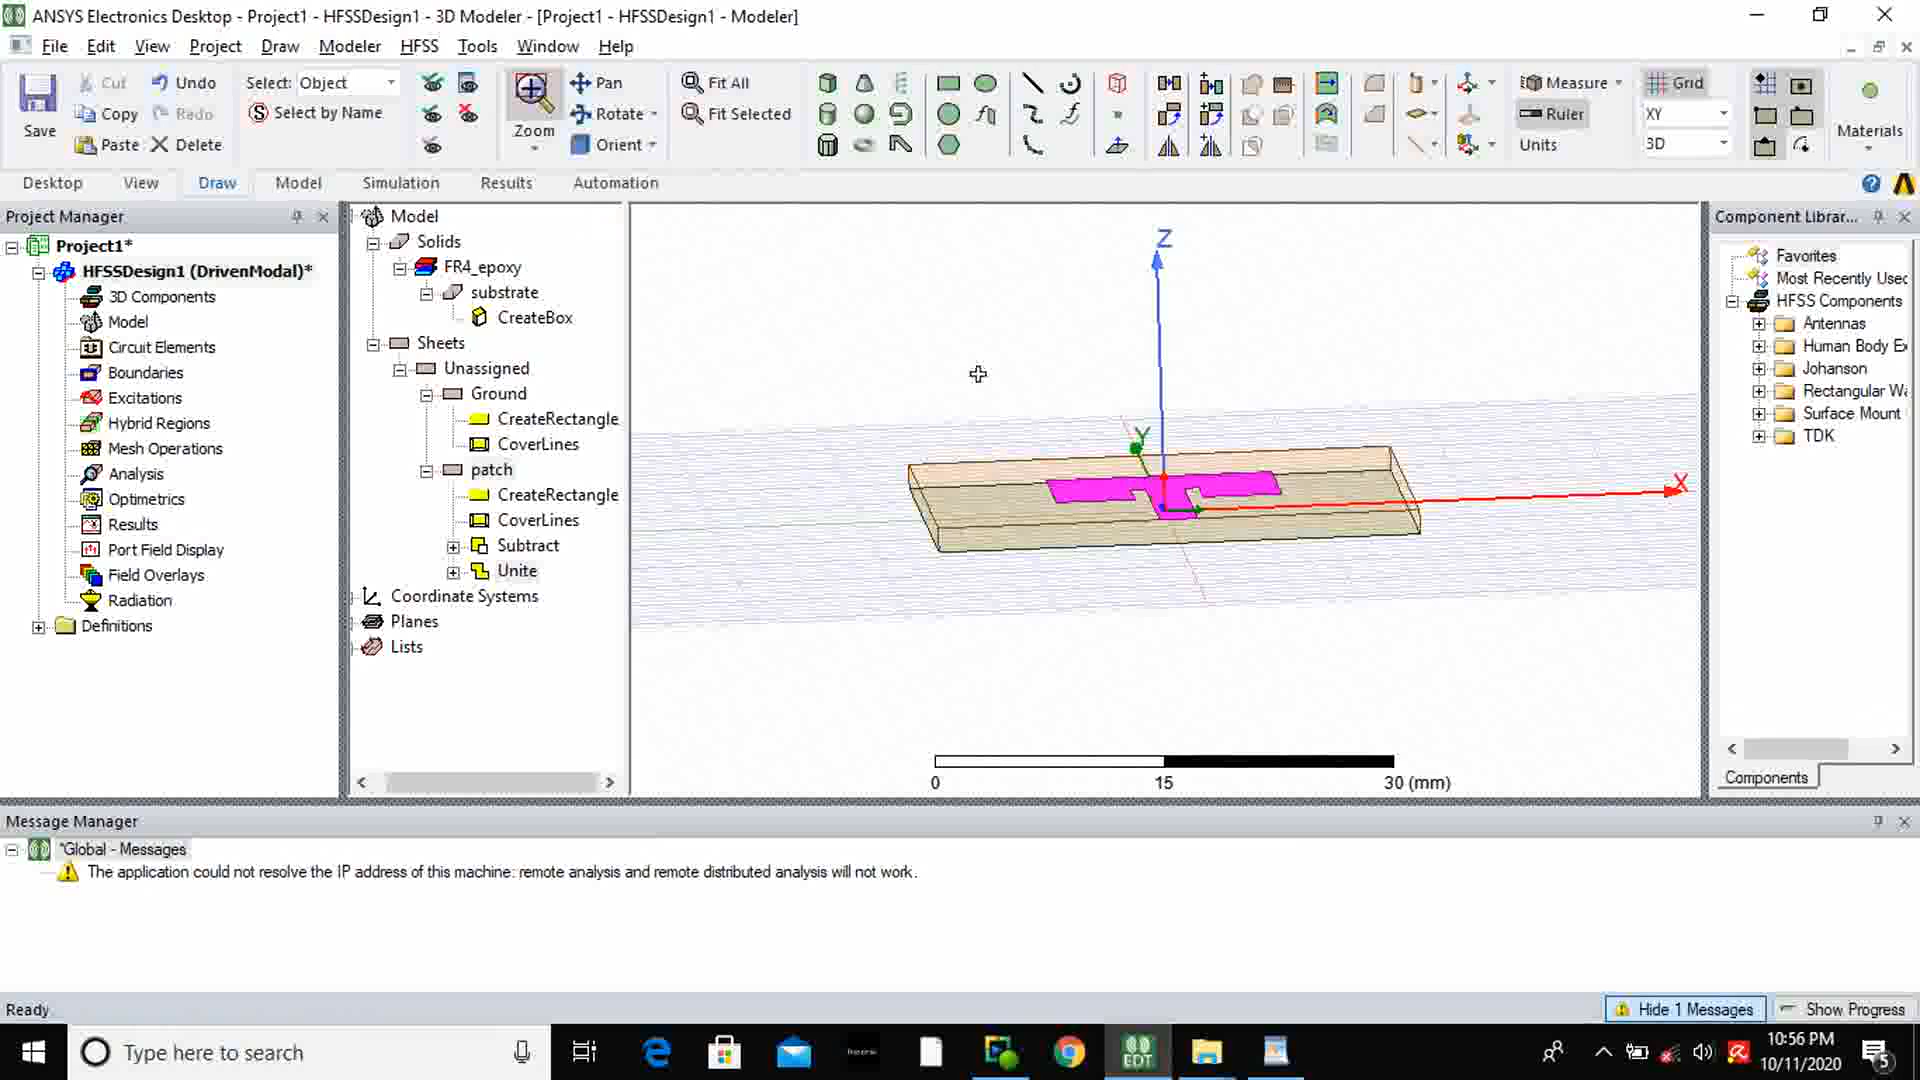 ANSYS Electronics Desktop - Project1 - HFSSDesign1 - 3D Modeler - [Project1 - HFSSDesign1 - Modeler]
File Edit View Project Draw Modeler HFSS Tools Window Help
Save
Cut
Copy
Paste
Undo
Redo
Delete
Select: Object
Select by Name
Zoom
Pan
Rotate
Orient
Fit All
Fit Selected
Measure
Ruler
Units
Grid
XY
3D
Materials
Desktop View Draw Model Simulation Results Automation
Project Manager
Project1*
HFSSDesign1 (DrivenModal)*
3D Components
Model
Circuit Elements
Boundaries
Excitations
Hybrid Regions
Mesh Operations
Analysis
Optimetrics
Results
Port Field Display
Field Overlays
Radiation
Definitions
Model
Solids
FR4_epoxy
substrate
CreateBox
Sheets
Unassigned
Ground
CreateRectangle
CoverLines
patch
CreateRectangle
CoverLines
Subtract
Unite
Coordinate Systems
Planes
Lists
Z
Y
X
0 15 30 (mm)
Component Librar...
Favorites
Most Recently Used
HFSS Components
Antennas
Human Body Ex
Johanson
Rectangular Wa
Surface Mount
TDK
Components
Message Manager
*Global - Messages
The application could not resolve the IP address of this machine: remote analysis and remote distributed analysis will not work.
Ready
Hide 1 Messages
Show Progress
Type here to search
EDT
10:56 PM
10/11/2020
5